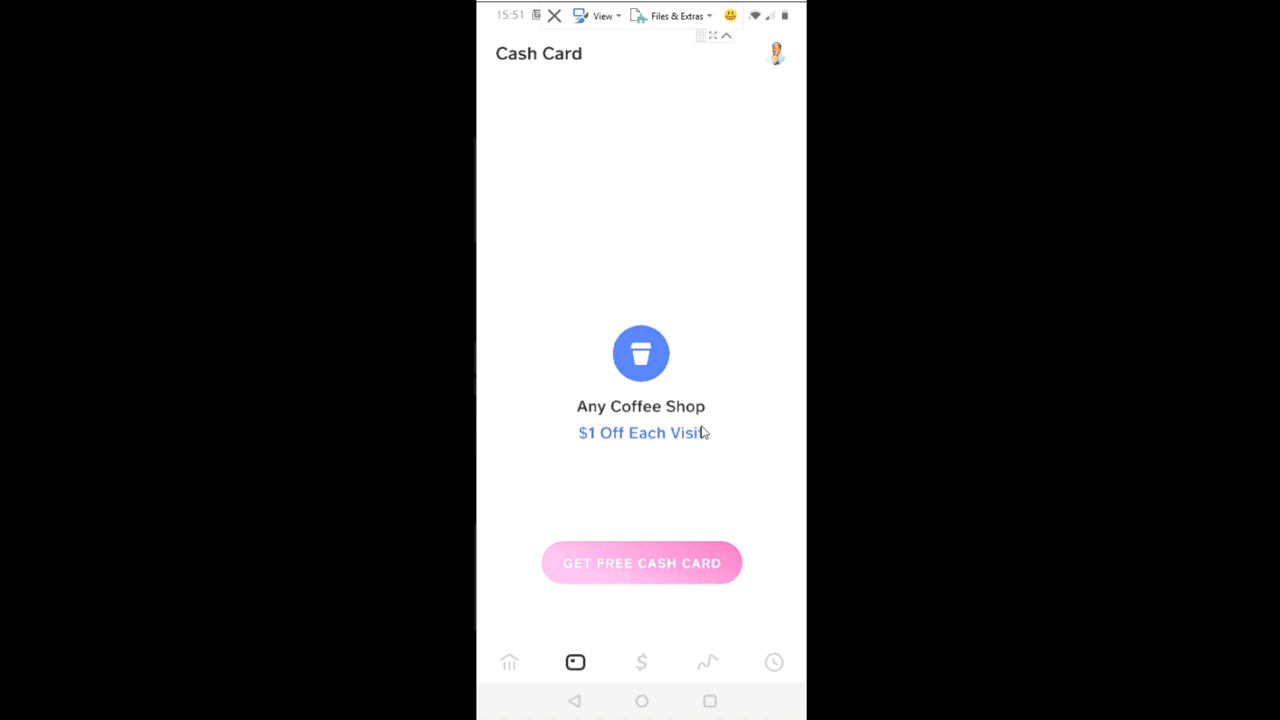 15:51
View
Files & Extras
Cash Card
Any Coffee Shop
$1 Off Each Visit
GET FREE CASH CARD